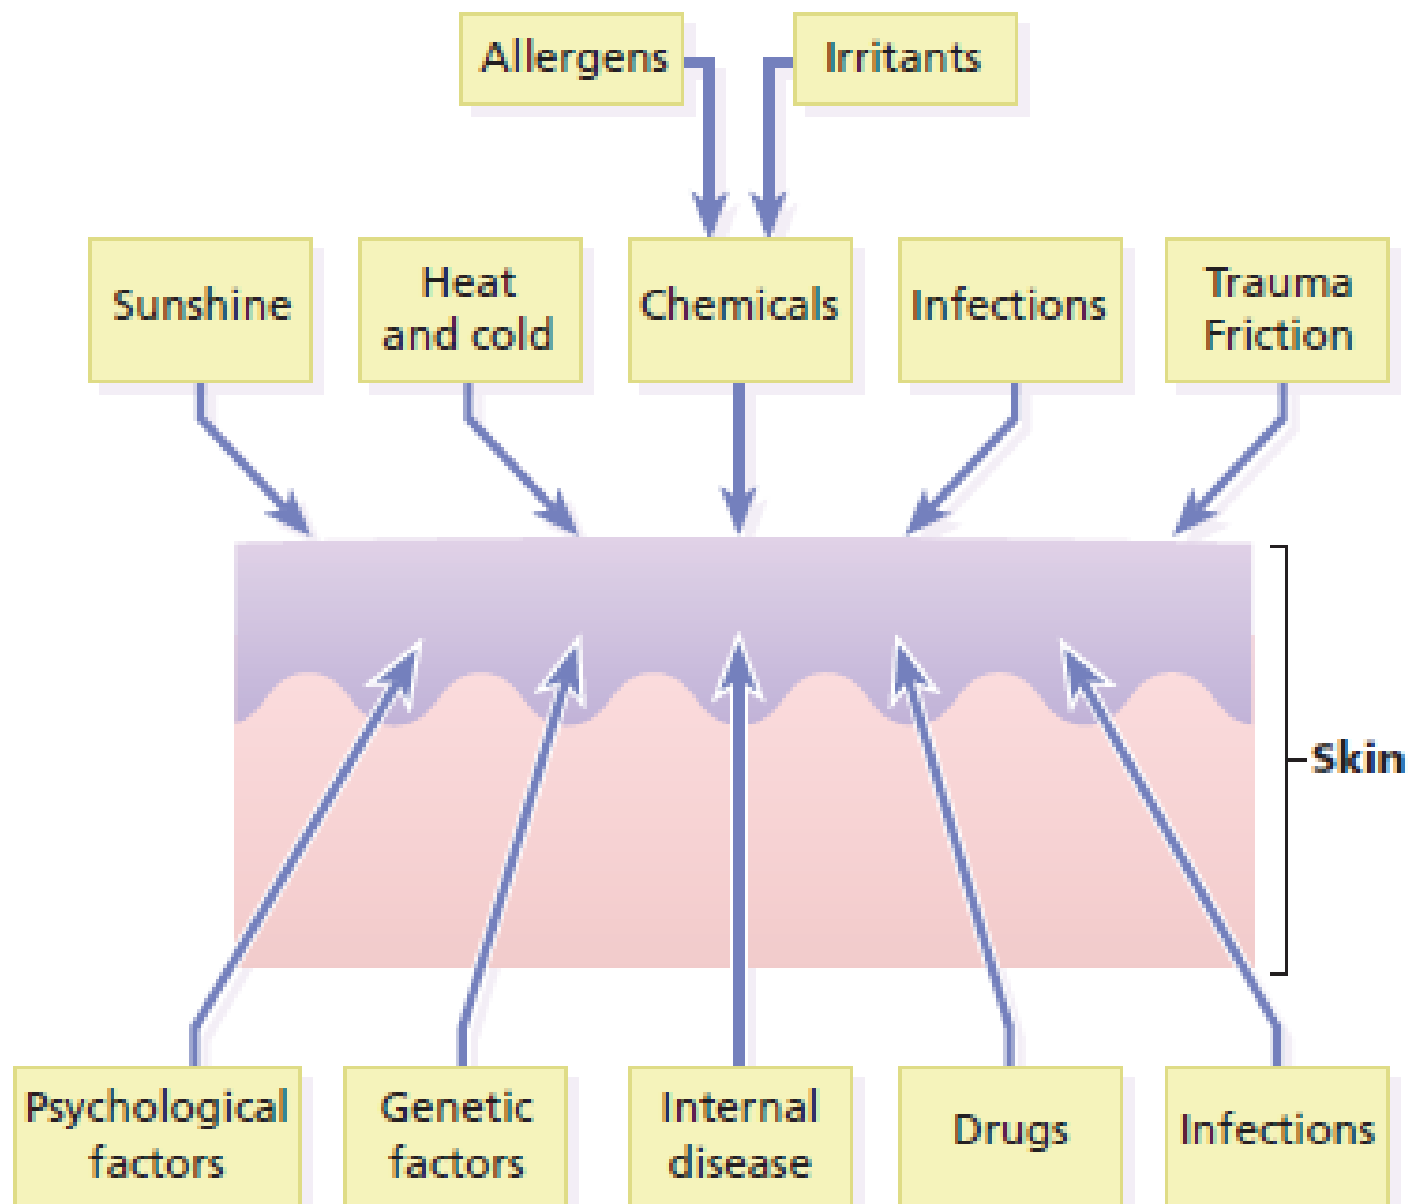 Allergens
Irritants
Sunshine
Heat
and cold
Chemicals
Infections
Trauma
Friction
Skin
Psychological
factors
Genetic
factors
Internal
disease
Drugs
Infections